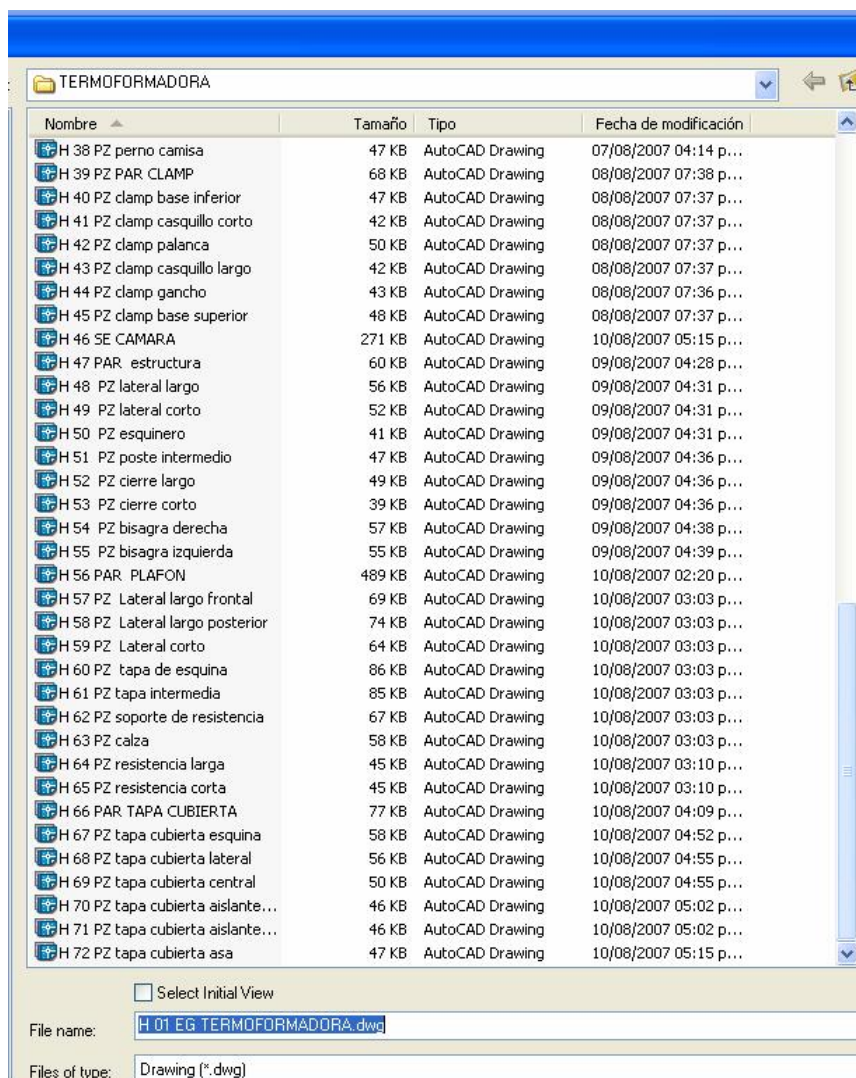 TERMOFORMADORA
Nombre Tamaño Tipo Fecha de modificación
H 38 PZ perno camisa 47 KB AutoCAD Drawing 07/08/2007 04:14 p...
H 39 PZ PAR CLAMP 68 KB AutoCAD Drawing 08/08/2007 07:38 p...
H 40 PZ clamp base inferior 47 KB AutoCAD Drawing 08/08/2007 07:37 p...
H 41 PZ clamp casquillo corto 42 KB AutoCAD Drawing 08/08/2007 07:37 p...
H 42 PZ clamp palanca 50 KB AutoCAD Drawing 08/08/2007 07:37 p...
H 43 PZ clamp casquillo largo 42 KB AutoCAD Drawing 08/08/2007 07:37 p...
H 44 PZ clamp gancho 43 KB AutoCAD Drawing 08/08/2007 07:36 p...
H 45 PZ clamp base superior 48 KB AutoCAD Drawing 08/08/2007 07:37 p...
H 46 SE CAMARA 271 KB AutoCAD Drawing 10/08/2007 05:15 p...
H 47 PAR estructura 60 KB AutoCAD Drawing 09/08/2007 04:28 p...
H 48 PZ lateral largo 56 KB AutoCAD Drawing 09/08/2007 04:31 p...
H 49 PZ lateral corto 52 KB AutoCAD Drawing 09/08/2007 04:31 p...
H 50 PZ esquinero 41 KB AutoCAD Drawing 09/08/2007 04:31 p...
H 51 PZ poste intermedio 47 KB AutoCAD Drawing 09/08/2007 04:36 p...
H 52 PZ cierre largo 49 KB AutoCAD Drawing 09/08/2007 04:36 p...
H 53 PZ cierre corto 39 KB AutoCAD Drawing 09/08/2007 04:36 p...
H 54 PZ bisagra derecha 57 KB AutoCAD Drawing 09/08/2007 04:38 p...
H 55 PZ bisagra izquierda 55 KB AutoCAD Drawing 09/08/2007 04:39 p...
H 56 PAR PLAFON 489 KB AutoCAD Drawing 10/08/2007 02:20 p...
H 57 PZ Lateral largo frontal 69 KB AutoCAD Drawing 10/08/2007 03:03 p...
H 58 PZ Lateral largo posterior 74 KB AutoCAD Drawing 10/08/2007 03:03 p...
H 59 PZ Lateral corto 64 KB AutoCAD Drawing 10/08/2007 03:03 p...
H 60 PZ tapa de esquina 86 KB AutoCAD Drawing 10/08/2007 03:03 p...
H 61 PZ tapa intermedia 85 KB AutoCAD Drawing 10/08/2007 03:03 p...
H 62 PZ soporte de resistencia 67 KB AutoCAD Drawing 10/08/2007 03:03 p...
H 63 PZ calza 58 KB AutoCAD Drawing 10/08/2007 03:03 p...
H 64 PZ resistencia larga 45 KB AutoCAD Drawing 10/08/2007 03:10 p...
H 65 PZ resistencia corta 45 KB AutoCAD Drawing 10/08/2007 03:10 p...
H 66 PAR TAPA CUBIERTA 77 KB AutoCAD Drawing 10/08/2007 04:09 p...
H 67 PZ tapa cubierta esquina 58 KB AutoCAD Drawing 10/08/2007 04:52 p...
H 68 PZ tapa cubierta lateral 56 KB AutoCAD Drawing 10/08/2007 04:55 p...
H 69 PZ tapa cubierta central 50 KB AutoCAD Drawing 10/08/2007 04:55 p...
H 70 PZ tapa cubierta aislante... 46 KB AutoCAD Drawing 10/08/2007 05:02 p...
H 71 PZ tapa cubierta aislante... 46 KB AutoCAD Drawing 10/08/2007 05:02 p...
H 72 PZ tapa cubierta asa 47 KB AutoCAD Drawing 10/08/2007 05:15 p...
Select Initial View
File name: H 01 EG TERMOFORMADORA.dwg
Files of type: Drawing (*.dwg)